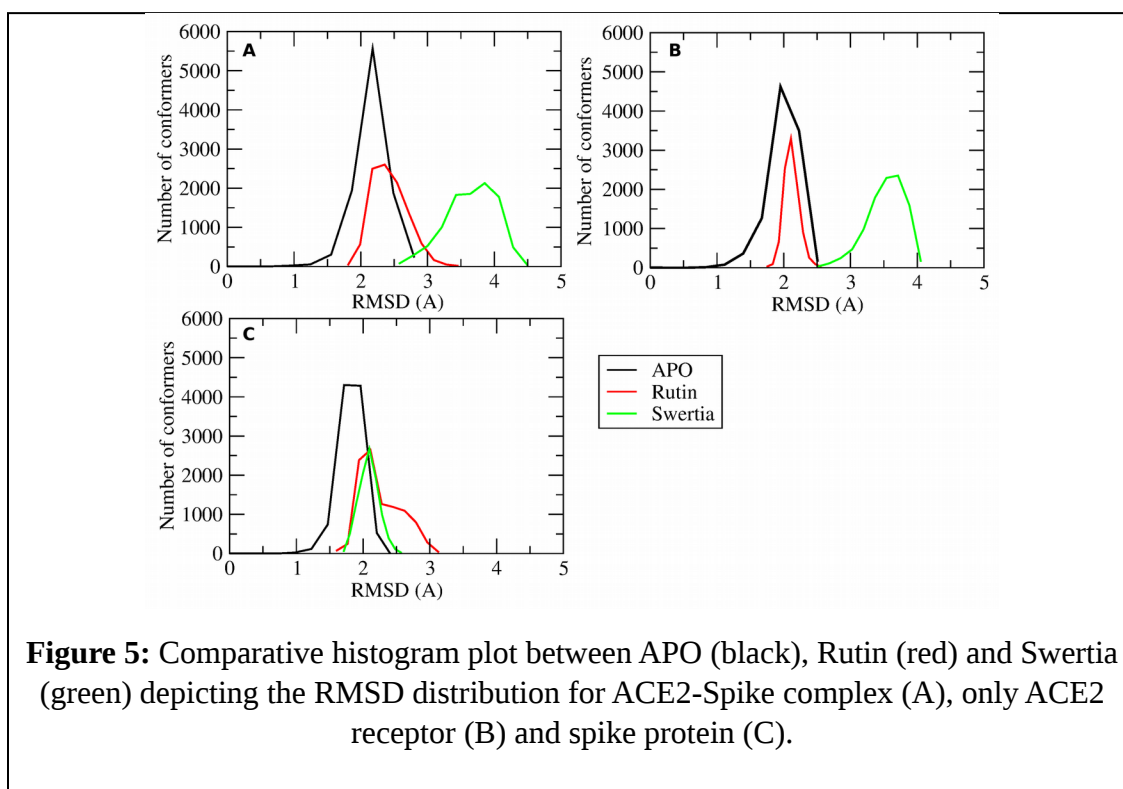 A
6000
5000
4000
3000
2000
1000
0
Number of conformers
0 1 2 3 4 5
RMSD (A)
B
6000
5000
4000
3000
2000
1000
0
Number of conformers
0 1 2 3 4 5
RMSD (A)
C
6000
5000
4000
3000
2000
1000
0
Number of conformers
0 1 2 3 4 5
RMSD (A)
APO
Rutin
Swertia
Figure 5: Comparative histogram plot between APO (black), Rutin (red) and Swertia
(green) depicting the RMSD distribution for ACE2-Spike complex (A), only ACE2
receptor (B) and spike protein (C).